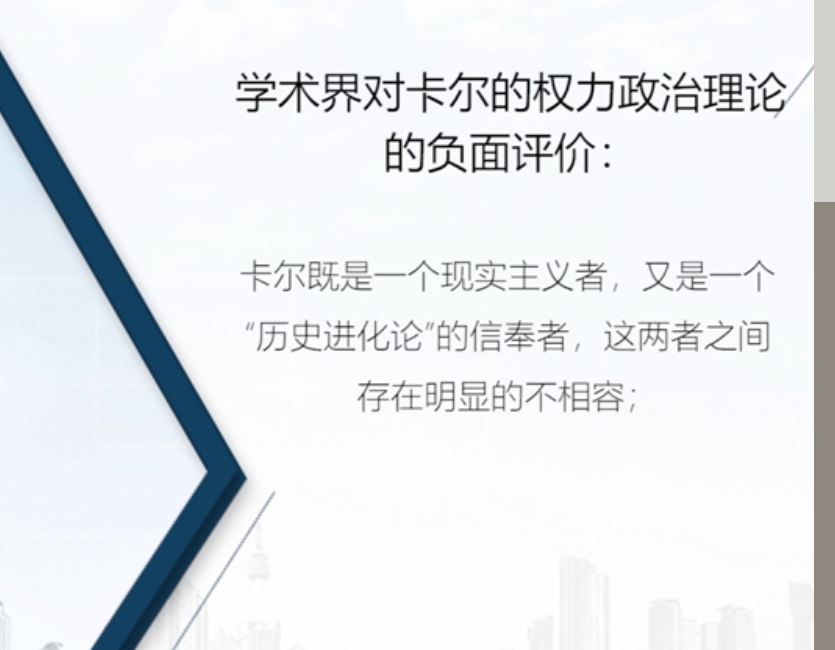 学术界对卡尔的权力政治理论
的负面评价：
卡尔既是一个现实主义者，又是一个
“历史进化论”的信奉者，这两者之间
存在明显的不相容；